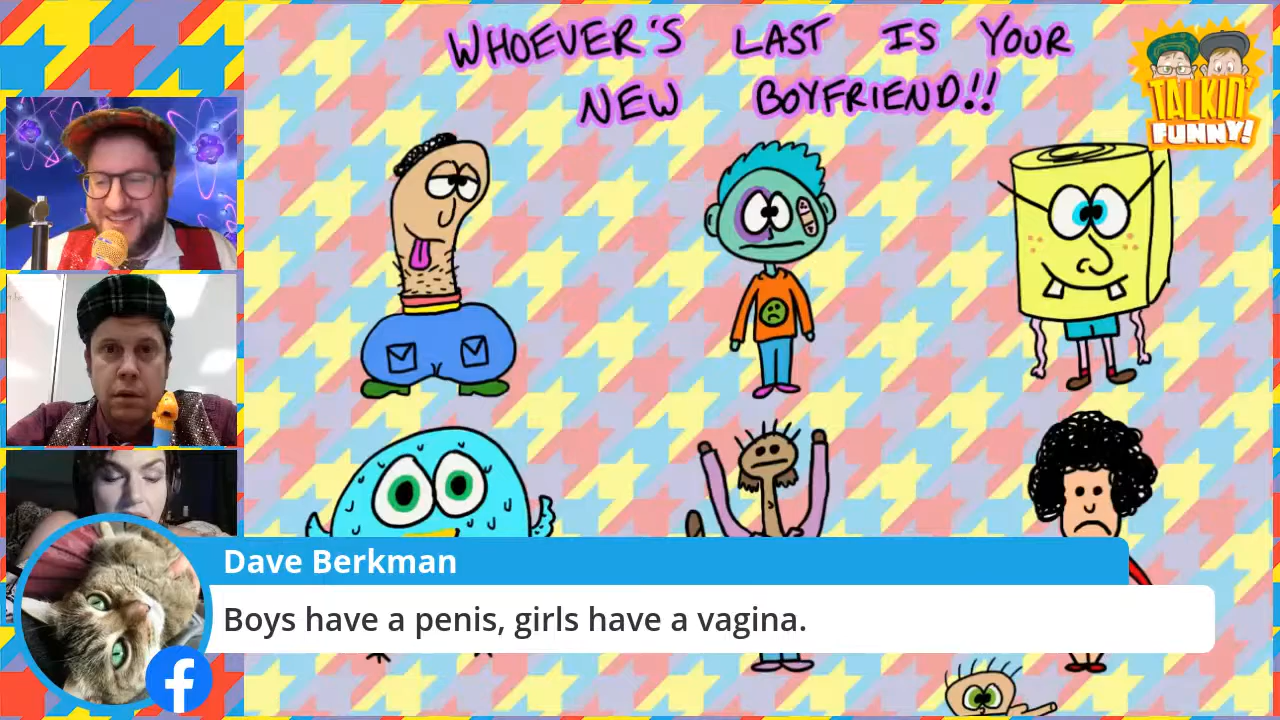 WHOEVER'S LAST IS YOUR
NEW BOYFRIEND!!
TALKIN'
FUNNY!
Dave Berkman
Boys have a penis, girls have a vagina.